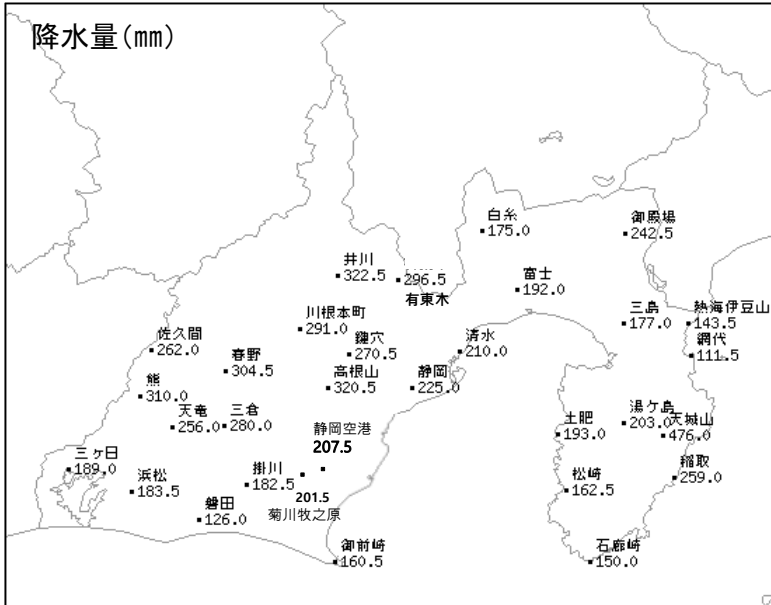 降水量(mm)
白糸
175.0
御殿場
242.5
井川
322.5
296.5
有東木
富士
192.0
川根本町
291.0
三島
177.0
熱海伊豆山
143.5
佐久間
262.0
鍵穴
270.5
清水
210.0
網代
111.5
春野
304.5
高根山
320.5
静岡
225.0
熊
310.0
天竜
256.0
三倉
280.0
静岡空港
207.5
土肥
193.0
湯ケ島
203.0
天城山
476.0
三ケ日
189.0
浜松
183.5
掛川
182.5
201.5
菊川牧之原
松崎
162.5
稲取
259.0
磐田
126.0
御前崎
160.5
石廊崎
150.0